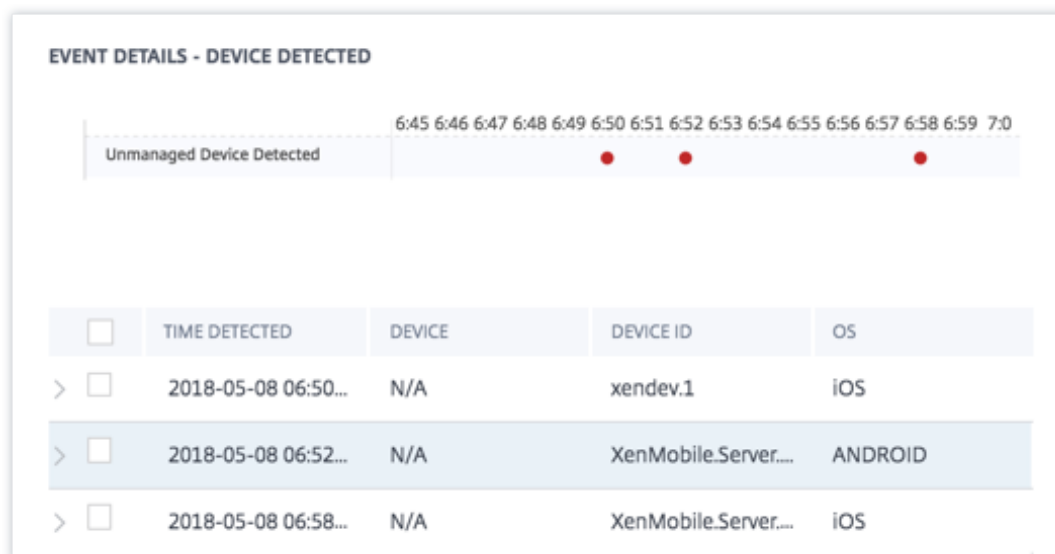 EVENT DETAILS - DEVICE DETECTED
6:45 6:46 6:47 6:48 6:49 6:50 6:51 6:52 6:53 6:54 6:55 6:56 6:57 6:58 6:59 7:0
Unmanaged Device Detected
TIME DETECTED DEVICE DEVICE ID OS
2018-05-08 06:50... N/A xendev.1 iOS
2018-05-08 06:52... N/A XenMobile.Server.... ANDROID
2018-05-08 06:58... N/A XenMobile.Server.... iOS